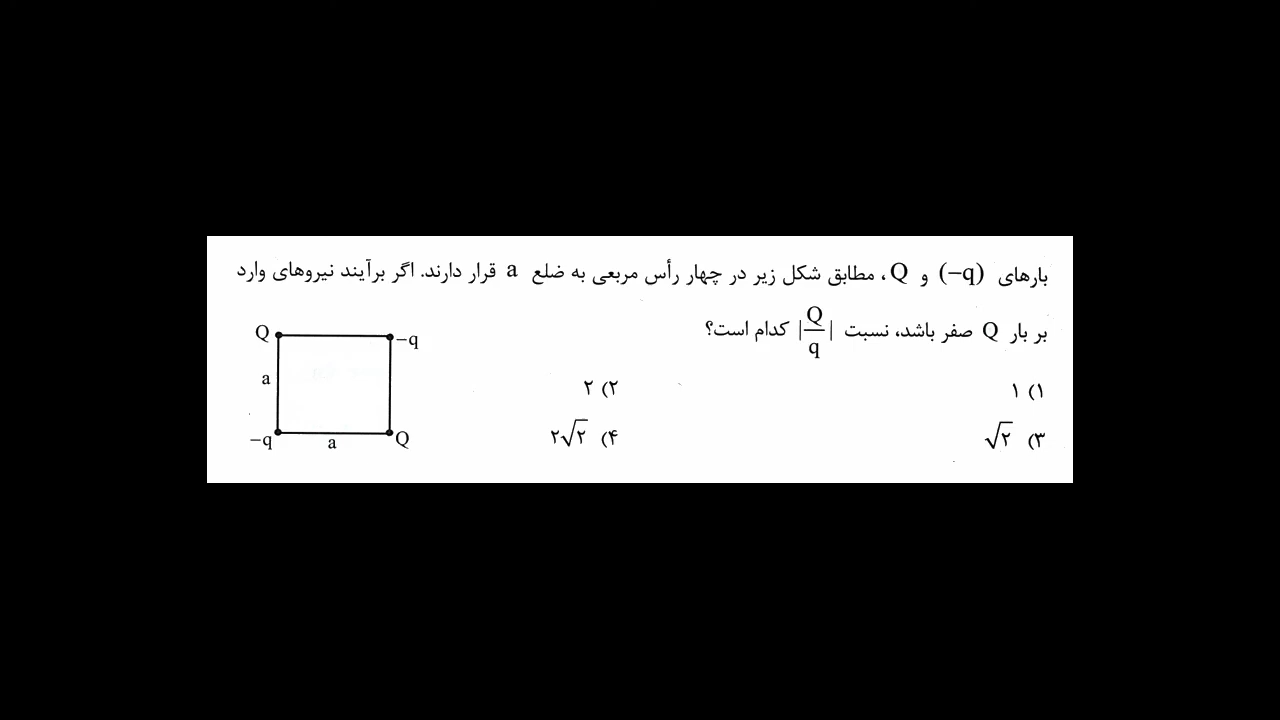 بارهای (−q) و Q، مطابق شکل زیر در چهار رأس مربعی به ضلع a قرار دارند. اگر برآیند نیروهای وارد
بر بار Q صفر باشد، نسبت |Q/q| کدام است؟
۱) ۱
۲) ۲
۳) √۲
۴) ۲√۲
Q
−q
a
−q
a
Q